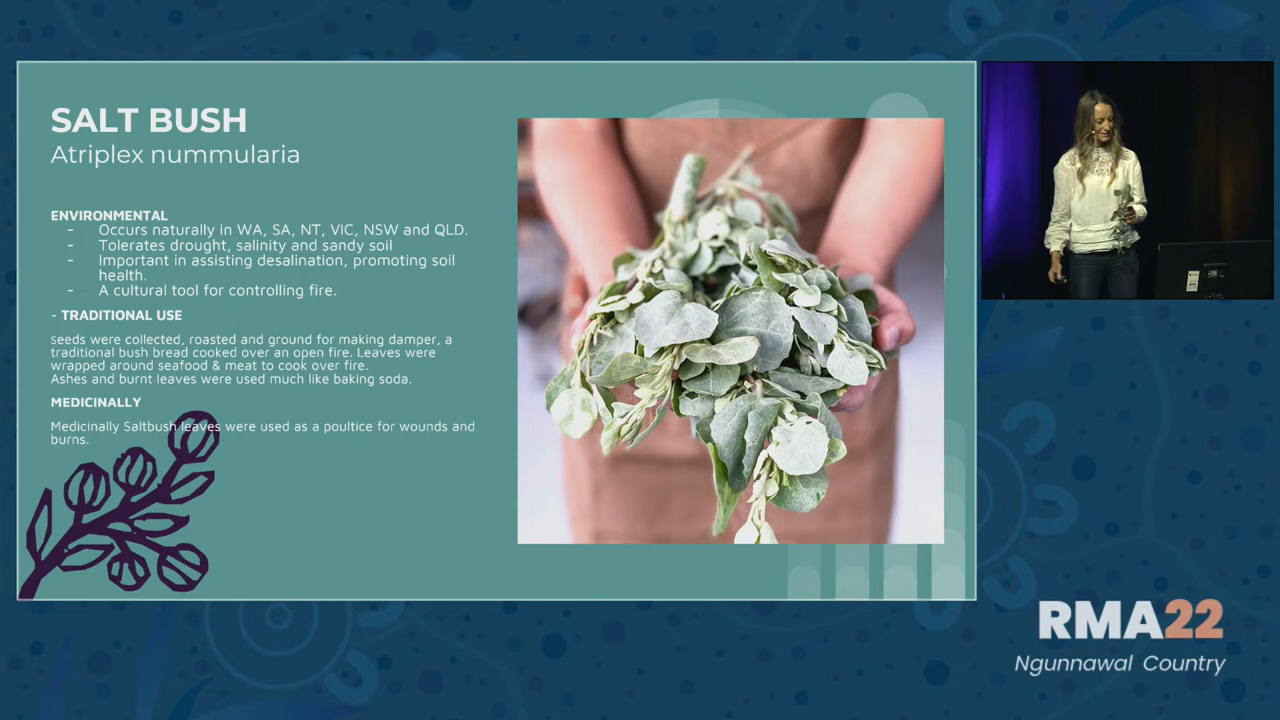 SALT BUSH
Atriplex nummularia
ENVIRONMENTAL
- Occurs naturally in WA, SA, NT, VIC, NSW and QLD.
- Tolerates drought, salinity and sandy soil
- Important in assisting desalination, promoting soil
health.
- A cultural tool for controlling fire.
- TRADITIONAL USE
Seeds were collected, roasted and ground for making damper, a
traditional bush bread cooked over an open fire. Leaves were
wrapped around seafood & meat to cook over fire.
Ashes and burnt leaves were used much like baking soda.
MEDICINALLY
Medicinally Saltbush leaves were used as a poultice for wounds and
burns.
RMA22
Ngunnawal Country